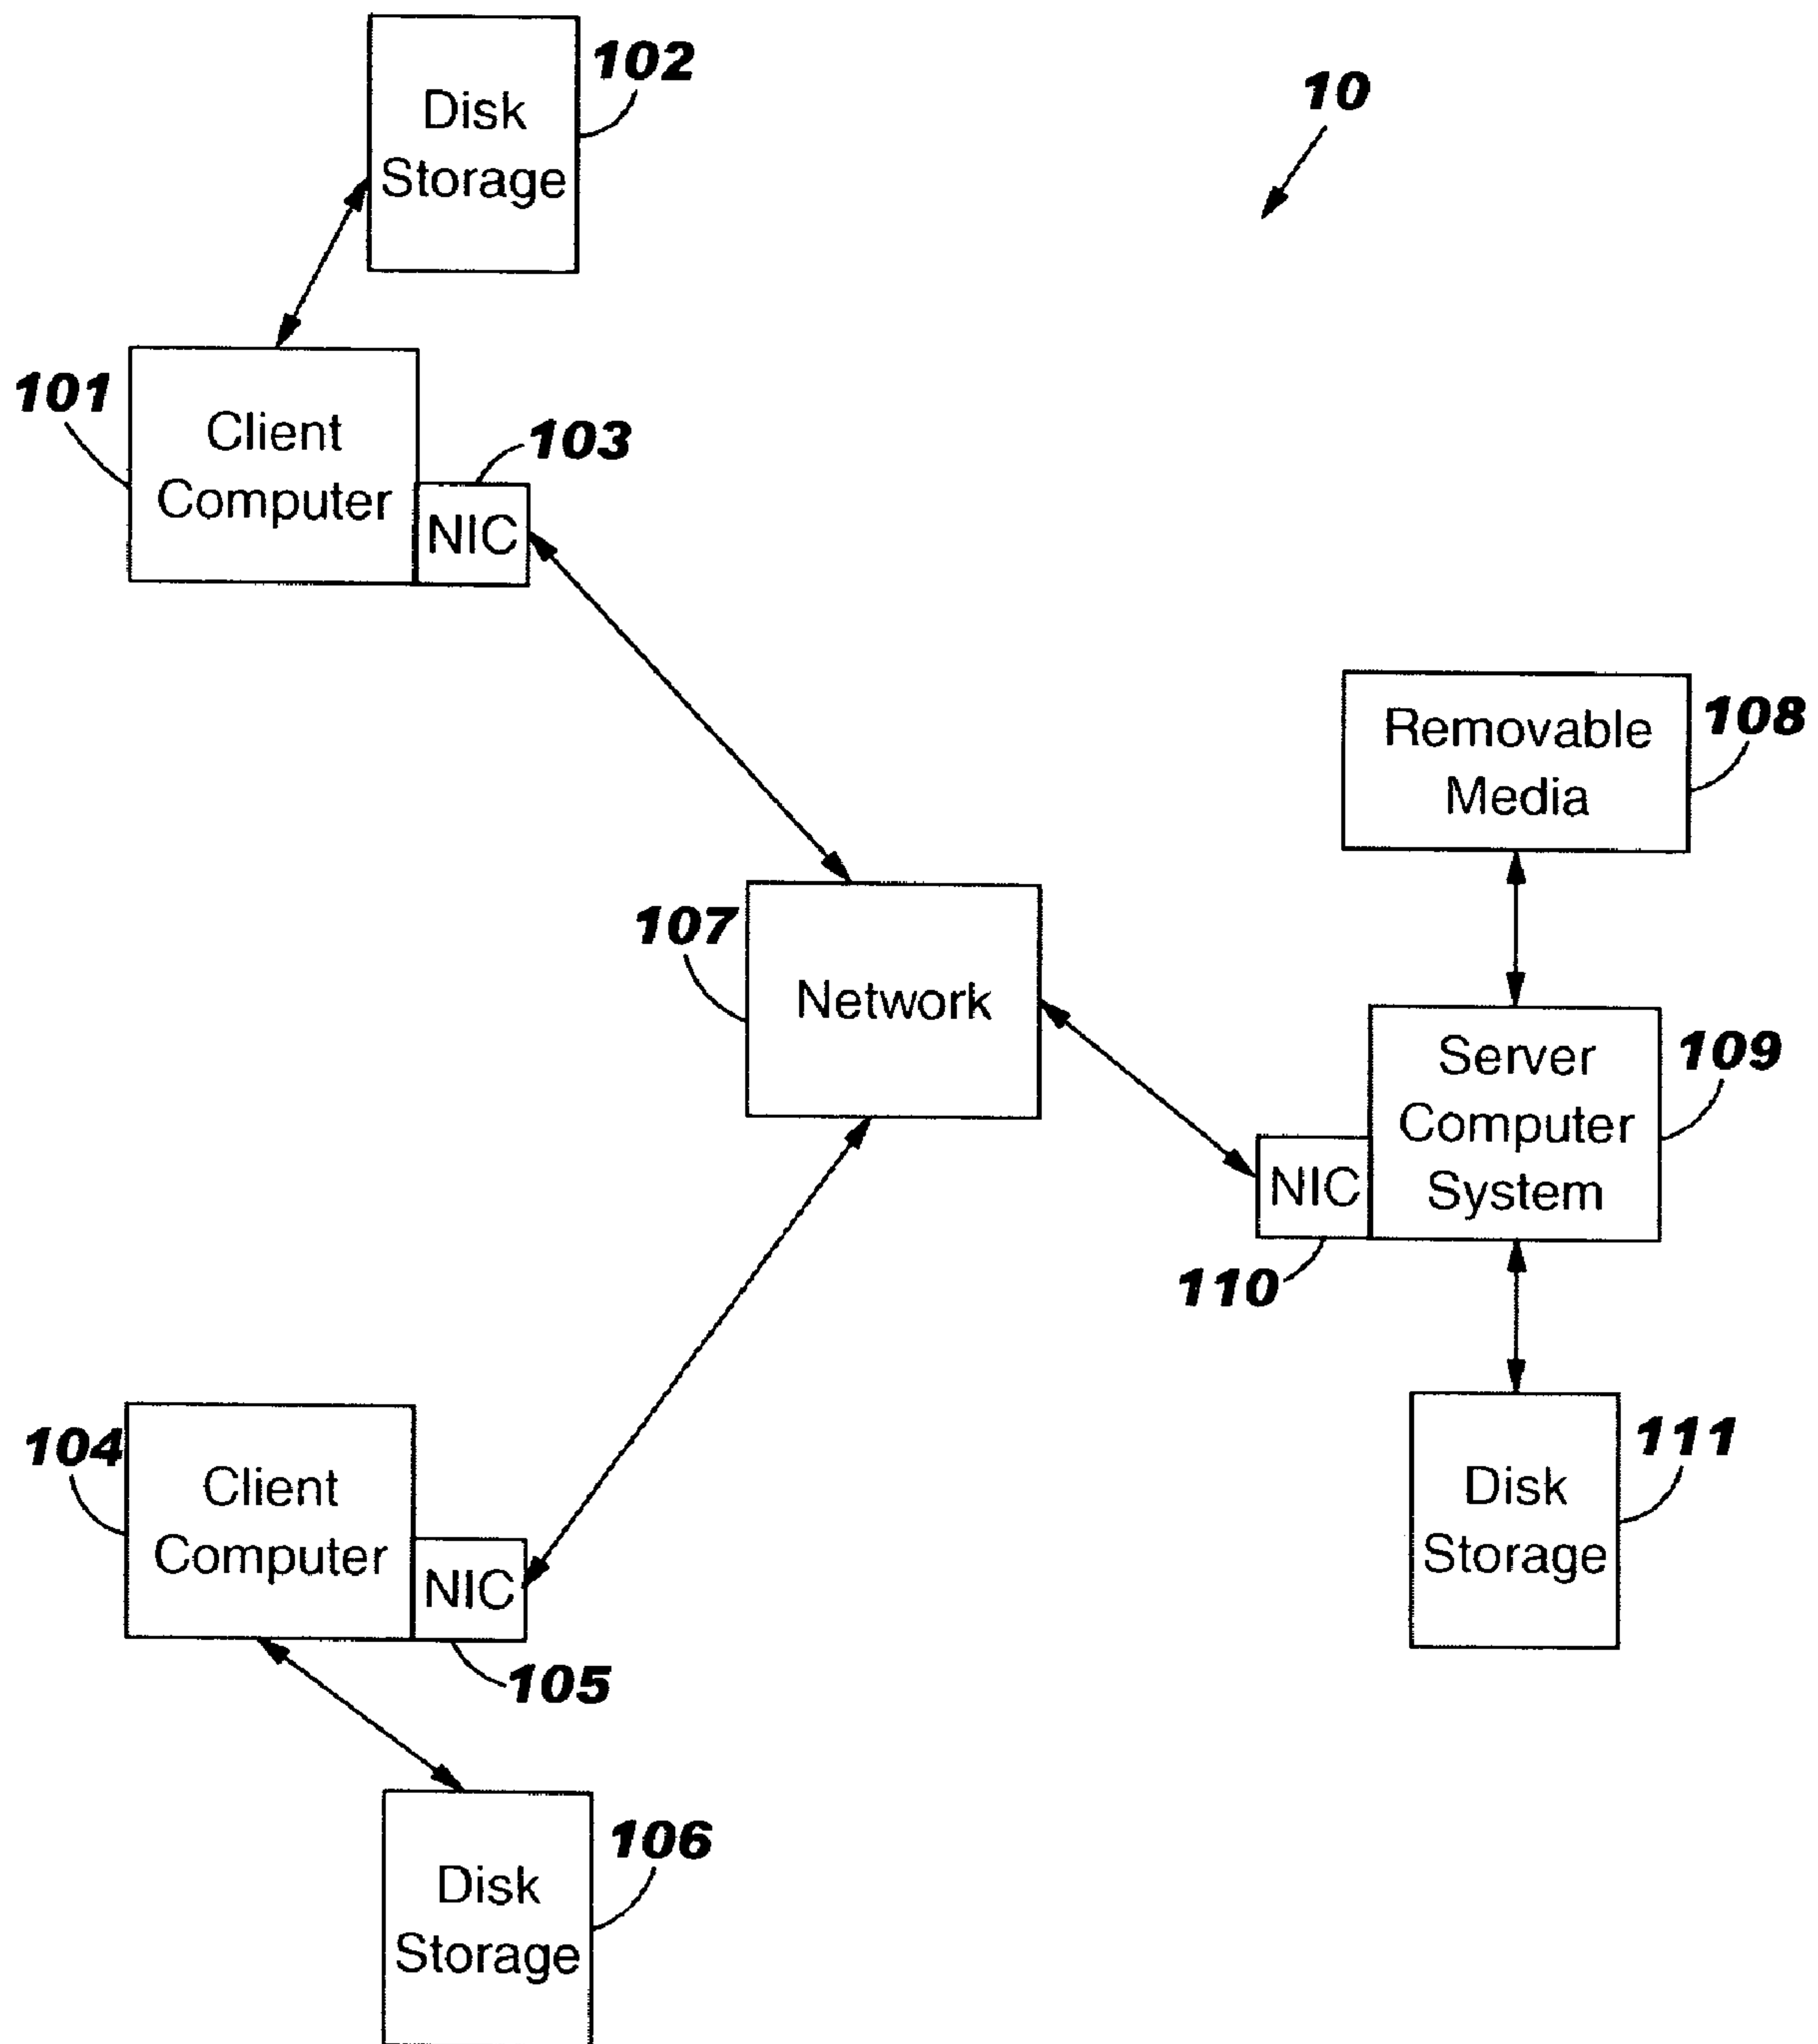 102
Disk
Storage
10
101
Client
Computer
103
NIC
Removable
Media
108
107
Network
Server
Computer
System
109
NIC
110
104
Client
Computer
NIC
105
111
Disk
Storage
106
Disk
Storage